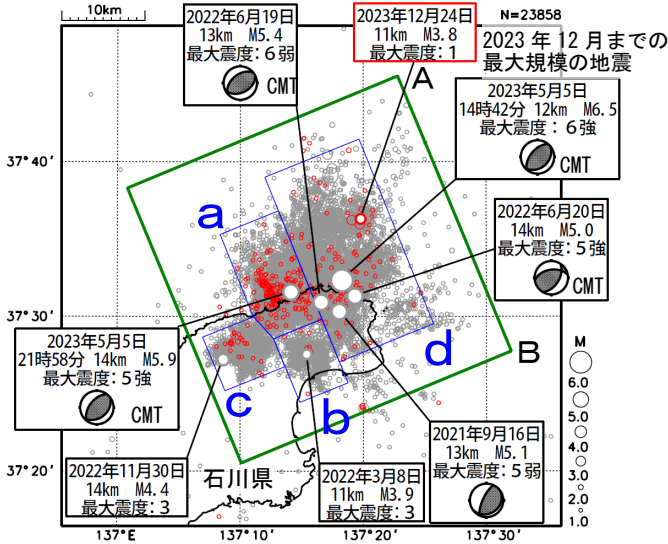 10km
N=23858
2022年6月19日
13km M5.4
最大震度：6弱
CMT
2023年12月24日
11km M3.8
最大震度：1
2023年12月までの
最大規模の地震
A
2023年5月5日
14時42分 12km M6.5
最大震度：6強
CMT
37°40'
2022年6月20日
14km M5.0
最大震度：5強
CMT
a
37°30'
d
B
2023年5月5日
21時58分 14km M5.9
最大震度：5強
CMT
c
b
M
6.0
5.0
4.0
3.0
2.0
1.0
2021年9月16日
13km M5.1
最大震度：5弱
37°20'
2022年11月30日
14km M4.4
最大震度：3
石川県
2022年3月8日
11km M3.9
最大震度：3
137°E
137°10'
137°20'
137°30'